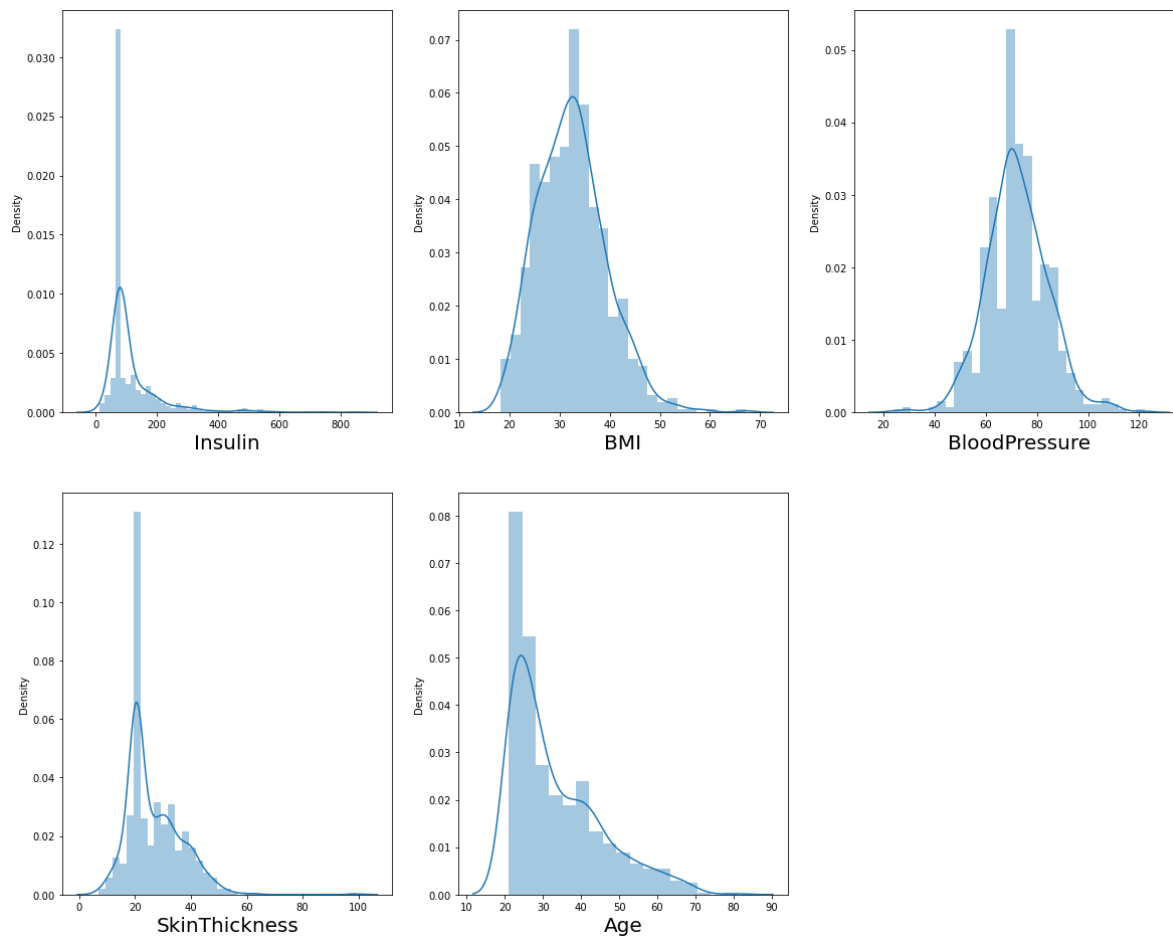 Density
0.030
0.025
0.020
0.015
0.010
0.005
0.000
0 200 400 600 800
Insulin
Density
0.07
0.06
0.05
0.04
0.03
0.02
0.01
0.00
10 20 30 40 50 60 70
BMI
Density
0.05
0.04
0.03
0.02
0.01
0.00
20 40 60 80 100 120
BloodPressure
Density
0.12
0.10
0.08
0.06
0.04
0.02
0.00
0 20 40 60 80 100
SkinThickness
Density
0.08
0.07
0.06
0.05
0.04
0.03
0.02
0.01
0.00
10 20 30 40 50 60 70 80 90
Age